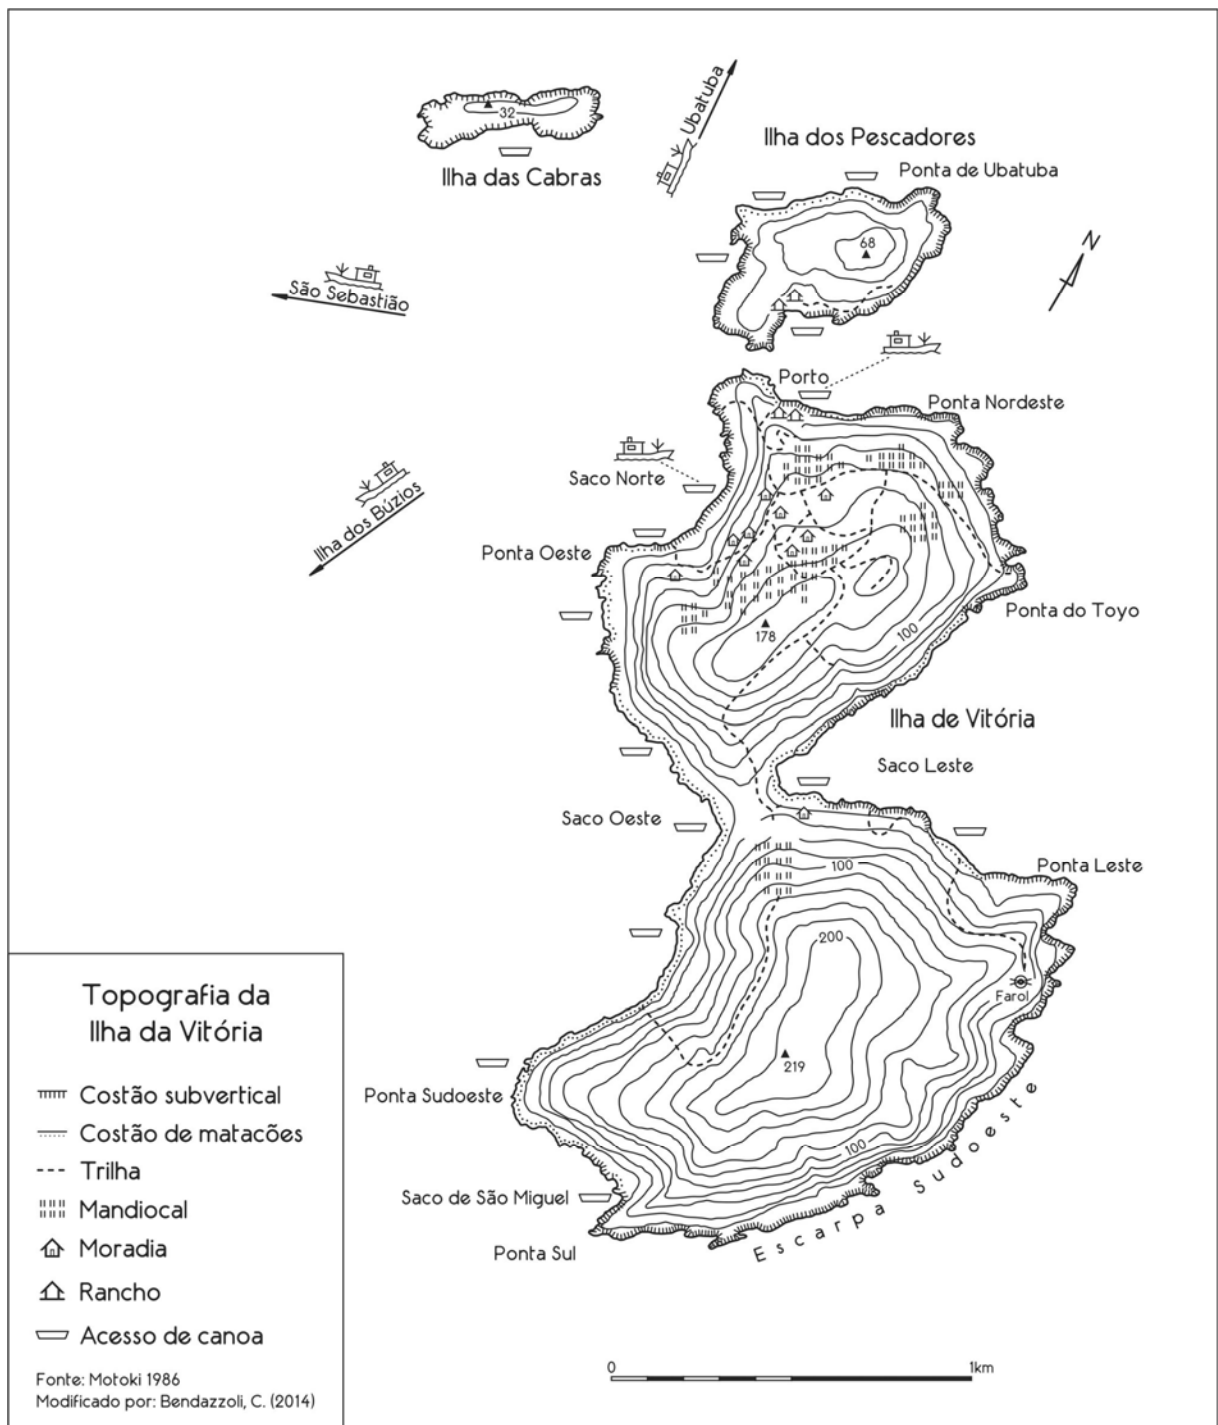 Ubatuba
Ilha dos Pescadores
32
Ilha das Cabras
Ponta de Ubatuba
68
N
São Sebastião
Porto
Ponta Nordeste
Saco Norte
Ilha dos Búzios
Ponta Oeste
Ponta do Toyo
178
100
Ilha de Vitória
Saco Leste
Saco Oeste
Ponta Leste
100
200
Farol
219
Ponta Sudoeste
100
Escarpa Sudoeste
Saco de São Miguel
Ponta Sul
Topografia da
Ilha da Vitória
Costão subvertical
Costão de matacões
Trilha
Mandiocal
Moradia
Rancho
Acesso de canoa
Fonte: Motoki 1986
Modificado por: Bendazzoli, C. (2014)
0 1km